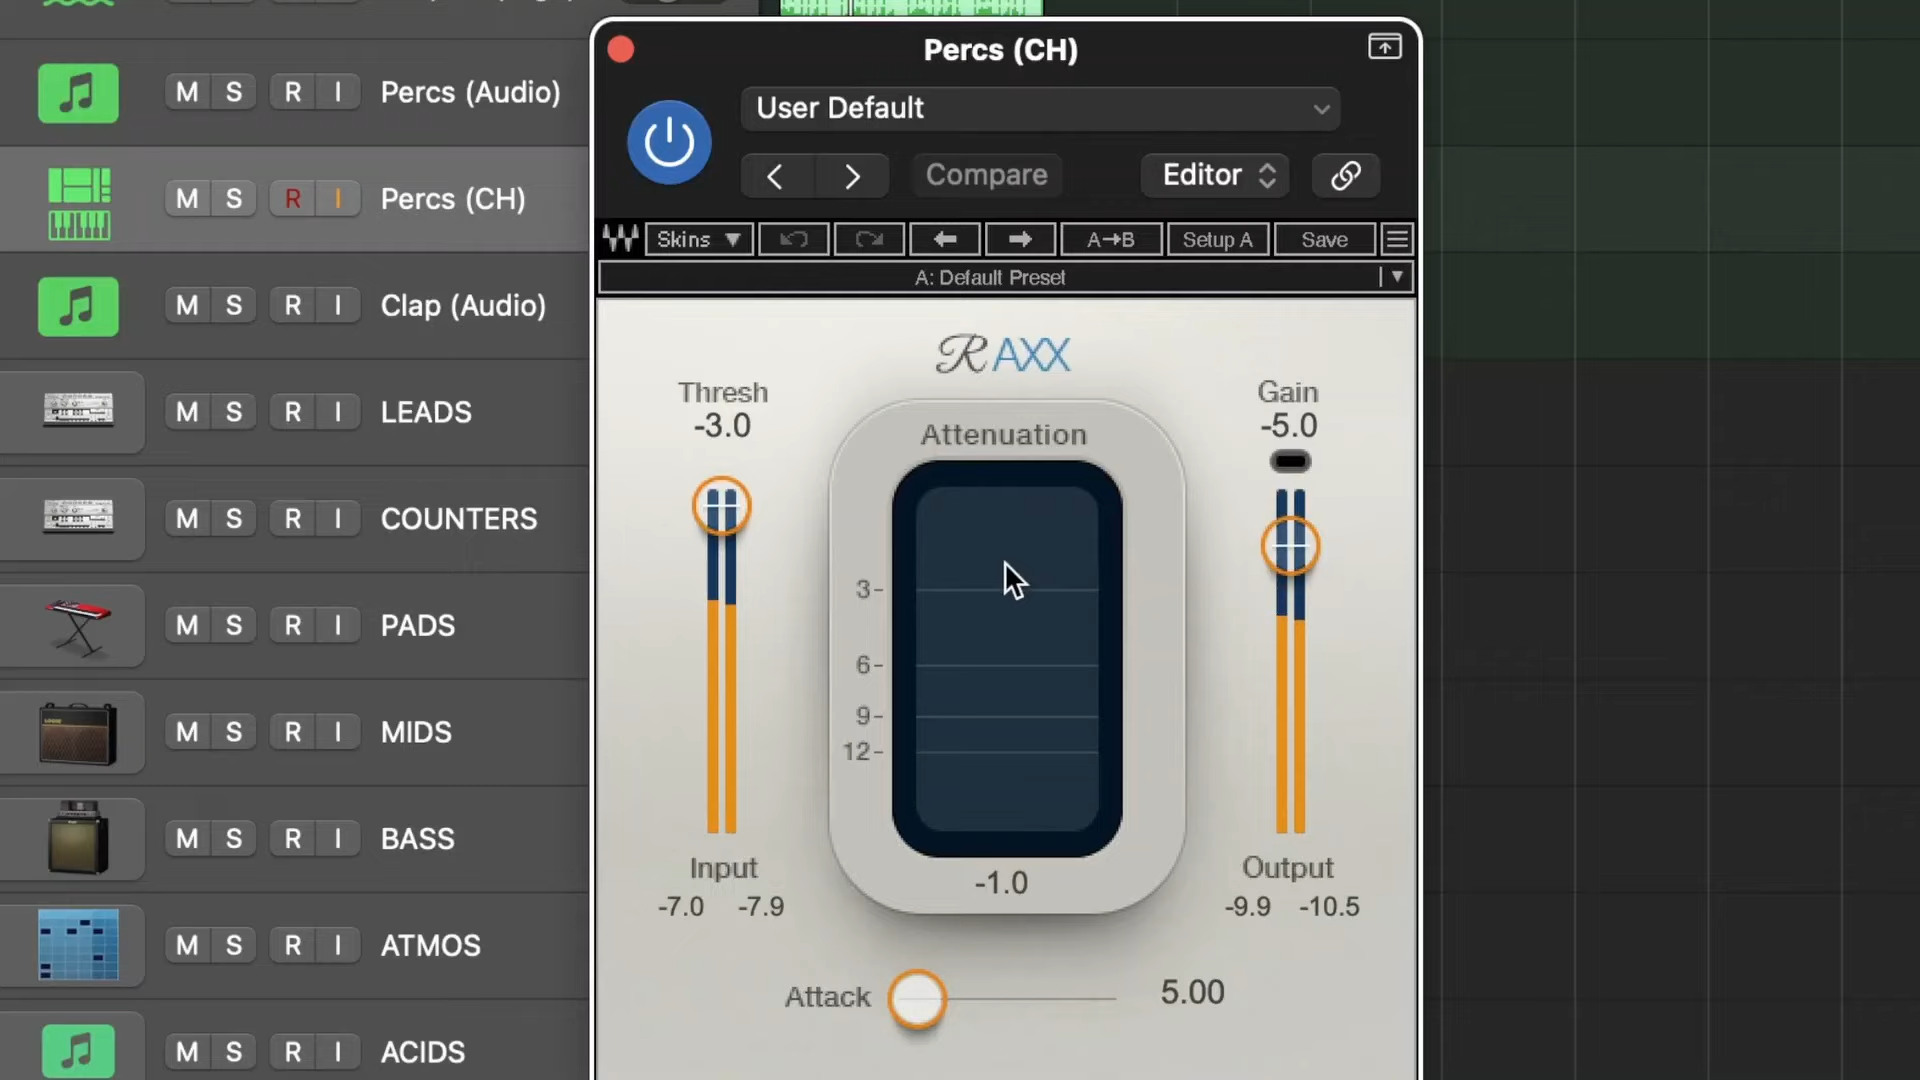 M S R I Percs (Audio)
M S R I Percs (CH)
M S R I Clap (Audio)
M S R I LEADS
M S R I COUNTERS
M S R I PADS
M S R I MIDS
M S R I BASS
M S R I ATMOS
M S R I ACIDS
Percs (CH)
User Default
Compare Editor
Skins A→B Setup A Save
A: Default Preset
R AXX
Thresh
-3.0
Gain
-5.0
Attenuation
3-
6-
9-
12-
-1.0
Input
-7.0 -7.9
Output
-9.9 -10.5
Attack 5.00